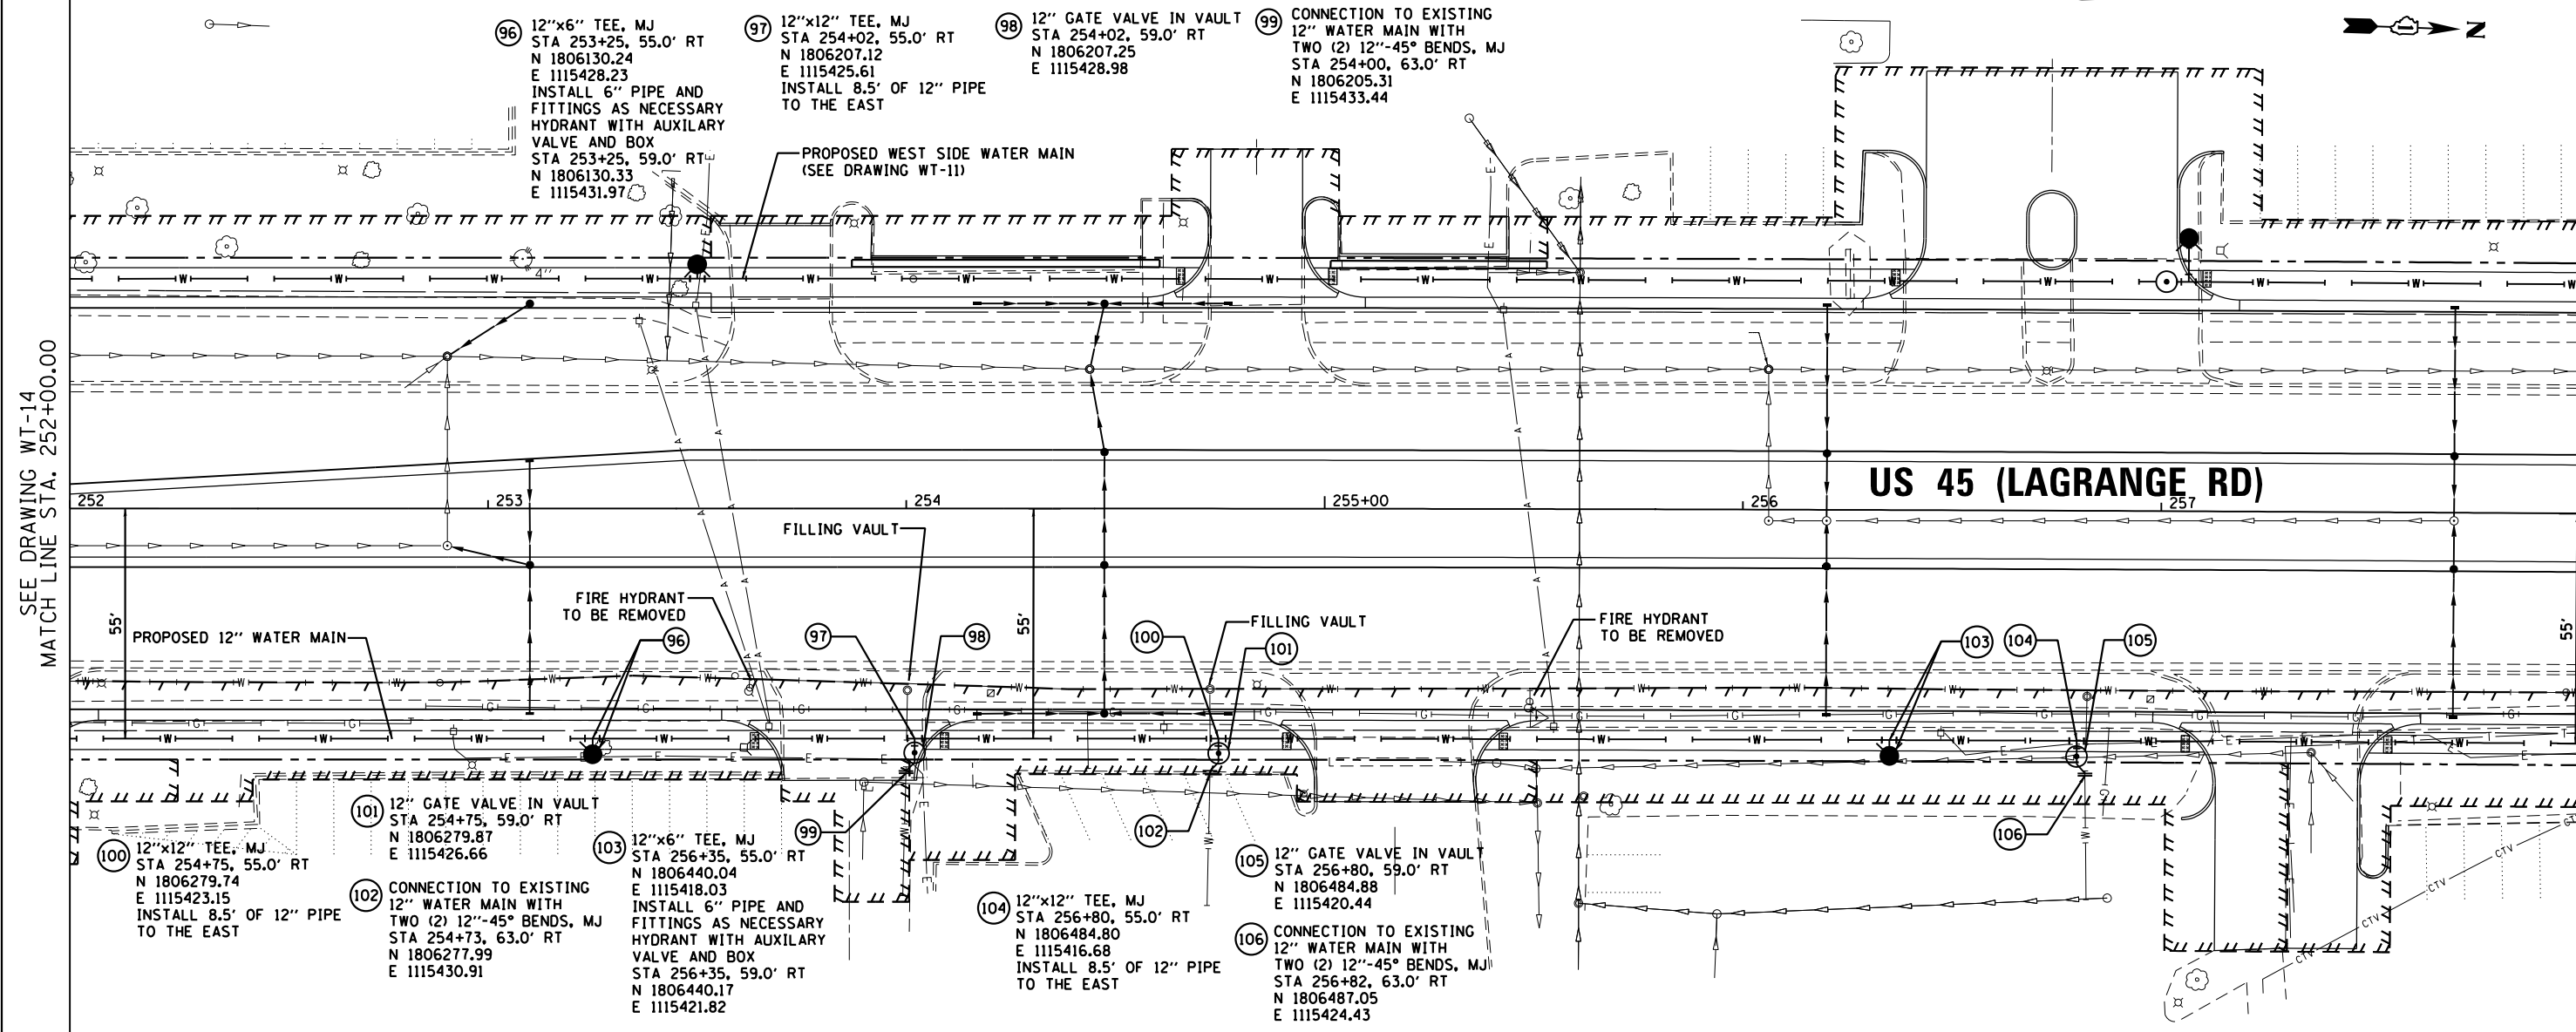 96
12"x6" TEE, MJ
STA 253+25, 55.0' RT
N 1806130.24
E 1115428.23
INSTALL 6" PIPE AND
FITTINGS AS NECESSARY
HYDRANT WITH AUXILARY
VALVE AND BOX
STA 253+25, 59.0' RT
N 1806130.33
E 1115431.97
97
12"x12" TEE, MJ
STA 254+02, 55.0' RT
N 1806207.12
E 1115425.61
INSTALL 8.5' OF 12" PIPE
TO THE EAST
98
12" GATE VALVE IN VAULT
STA 254+02, 59.0' RT
N 1806207.25
E 1115428.98
99
CONNECTION TO EXISTING
12" WATER MAIN WITH
TWO (2) 12"-45° BENDS, MJ
STA 254+00, 63.0' RT
N 1806205.31
E 1115433.44
N
PROPOSED WEST SIDE WATER MAIN
(SEE DRAWING WT-11)
4"
SEE DRAWING WT-14
MATCH LINE STA. 252+00.00
US 45 (LAGRANGE RD)
252
253
254
255+00
256
257
55'
55'
55'
FILLING VAULT
FIRE HYDRANT
TO BE REMOVED
PROPOSED 12" WATER MAIN
96
97
98
100
FILLING VAULT
101
FIRE HYDRANT
TO BE REMOVED
103
104
105
99
102
106
100
12"x12" TEE, MJ
STA 254+75, 55.0' RT
N 1806279.74
E 1115423.15
INSTALL 8.5' OF 12" PIPE
TO THE EAST
101
12" GATE VALVE IN VAULT
STA 254+75, 59.0' RT
N 1806279.87
E 1115426.66
102
CONNECTION TO EXISTING
12" WATER MAIN WITH
TWO (2) 12"-45° BENDS, MJ
STA 254+73, 63.0' RT
N 1806277.99
E 1115430.91
103
12"x6" TEE, MJ
STA 256+35, 55.0' RT
N 1806440.04
E 1115418.03
INSTALL 6" PIPE AND
FITTINGS AS NECESSARY
HYDRANT WITH AUXILARY
VALVE AND BOX
STA 256+35, 59.0' RT
N 1806440.17
E 1115421.82
104
12"x12" TEE, MJ
STA 256+80, 55.0' RT
N 1806484.80
E 1115416.68
INSTALL 8.5' OF 12" PIPE
TO THE EAST
105
12" GATE VALVE IN VAULT
STA 256+80, 59.0' RT
N 1806484.88
E 1115420.44
106
CONNECTION TO EXISTING
12" WATER MAIN WITH
TWO (2) 12"-45° BENDS, MJ
STA 256+82, 63.0' RT
N 1806487.05
E 1115424.43
CTV
CTV
CTV
CTV